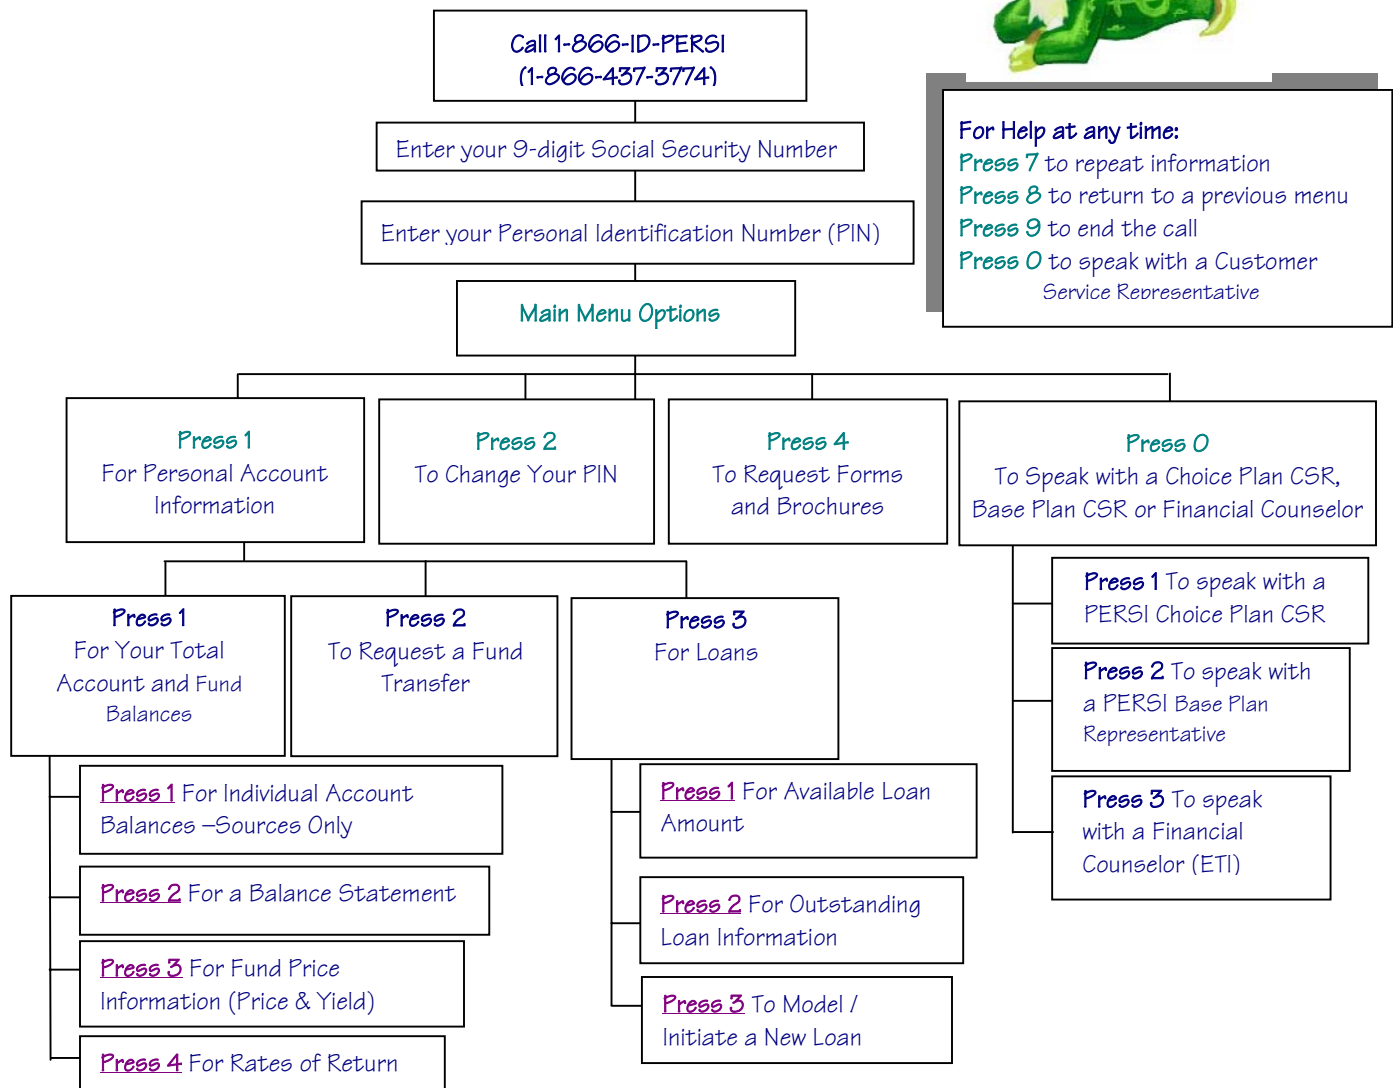 Call 1-866-ID-PERSI
(1-866-437-3774)
Enter your 9-digit Social Security Number
Enter your Personal Identification Number (PIN)
For Help at any time:
Press 7 to repeat information
Press 8 to return to a previous menu
Press 9 to end the call
Press 0 to speak with a Customer
Service Representative
Main Menu Options
Press 1
For Personal Account
Information
Press 2
To Change Your PIN
Press 4
To Request Forms
and Brochures
Press 0
To Speak with a Choice Plan CSR,
Base Plan CSR or Financial Counselor
Press 1
For Your Total
Account and Fund
Balances
Press 2
To Request a Fund
Transfer
Press 3
For Loans
Press 1 To speak with a
PERSI Choice Plan CSR
Press 2 To speak with
a PERSI Base Plan
Representative
Press 3 To speak
with a Financial
Counselor (ETI)
Press 1 For Individual Account
Balances –Sources Only
Press 2 For a Balance Statement
Press 3 For Fund Price
Information (Price & Yield)
Press 4 For Rates of Return
Press 1 For Available Loan
Amount
Press 2 For Outstanding
Loan Information
Press 3 To Model /
Initiate a New Loan